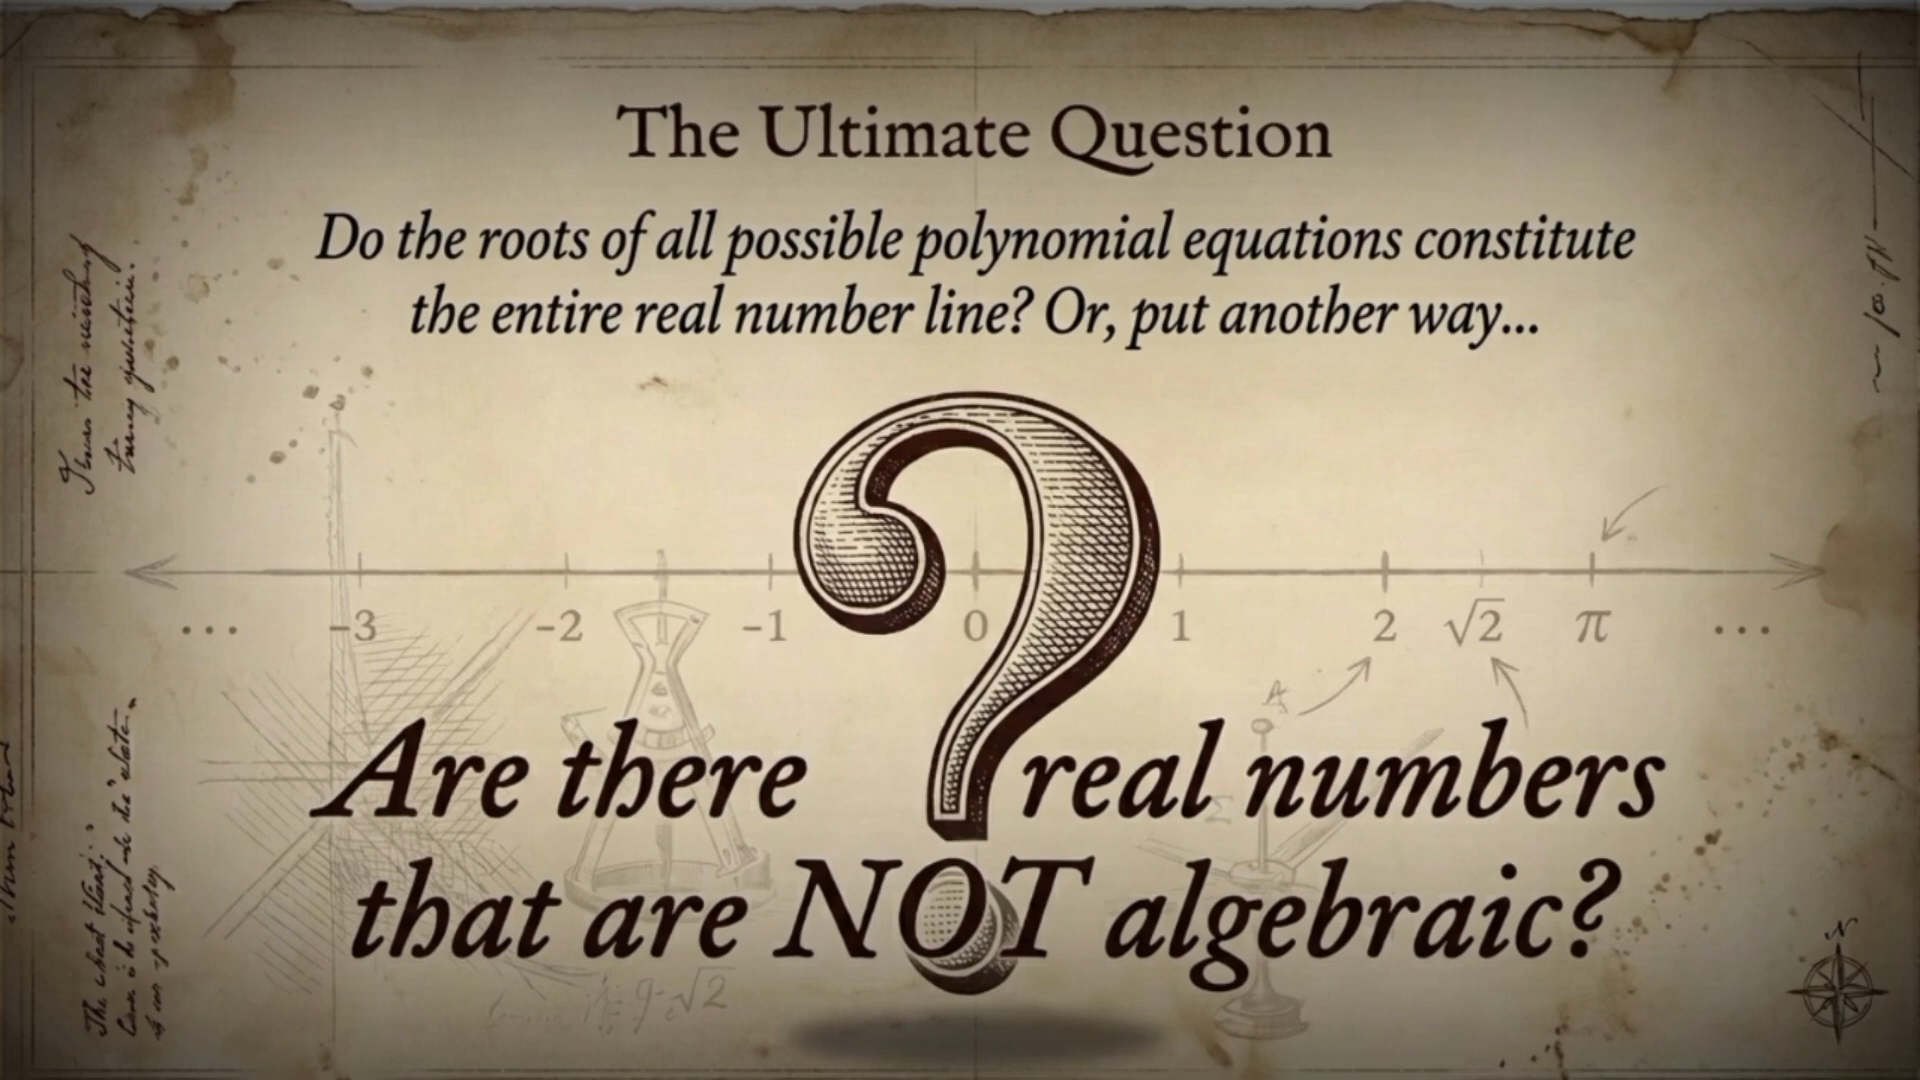 The Ultimate Question
Do the roots of all possible polynomial equations constitute
the entire real number line? Or, put another way...
... -3 -2 -1 0 1 2 √2 π ...
Are there real numbers
that are NOT algebraic?
√2